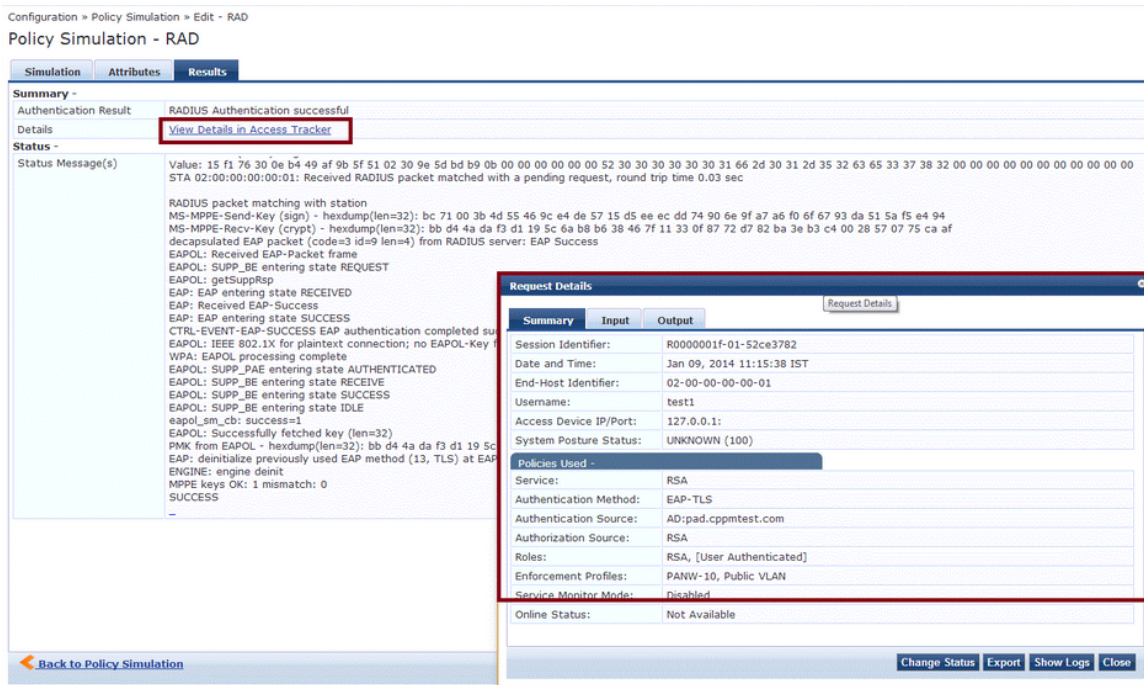 Configuration » Policy Simulation » Edit - RAD
Policy Simulation - RAD
Simulation Attributes Results
Summary -
Authentication Result RADIUS Authentication successful
Details View Details in Access Tracker
Status -
Status Message(s)
Value: 15 f1 76 30 0e b4 49 af 9b 5f 51 02 30 9e 5d bd b9 0b 00 00 00 00 00 52 30 30 30 30 30 31 66 2d 30 31 2d 35 32 63 65 33 37 38 32 00 00 00 00 00 00 00 00 00 00 00 00
STA 02:00:00:00:00:01: Received RADIUS packet matched with a pending request, round trip time 0.03 sec
RADIUS packet matching with station
MS-MPPE-Send-Key (sign) - hexdump(len=32): bc 71 00 3b 4d 55 46 9c e4 de 57 15 d5 ee ec dd 74 90 6e 9f a7 a6 f0 6f 67 93 da 51 5a f5 e4 94
MS-MPPE-Recv-Key (crypt) - hexdump(len=32): bb d4 4a da f3 d1 19 5c 6a b8 b6 38 46 7f 11 33 0f 87 72 d7 82 ba 3e b3 c4 00 28 57 07 75 ca af
decapsulated EAP packet (code=3 id=9 len=4) from RADIUS server: EAP Success
EAPOL: Received EAP-Packet frame
EAPOL: SUPP_BE entering state REQUEST
EAPOL: getSuppRsp
EAP: EAP entering state RECEIVED
EAP: Received EAP-Success
EAP: EAP entering state SUCCESS
CTRL-EVENT-EAP-SUCCESS EAP authentication completed su
EAPOL: IEEE 802.1X for plaintext connection; no EAPOL-Key f
WPA: EAPOL processing complete
EAPOL: SUPP_PAE entering state AUTHENTICATED
EAPOL: SUPP_BE entering state RECEIVE
EAPOL: SUPP_BE entering state SUCCESS
EAPOL: SUPP_BE entering state IDLE
eapol_sm_cb: success=1
EAPOL: Successfully fetched key (len=32)
PMK from EAPOL - hexdump(len=32): bb d4 4a da f3 d1 19 5c
EAP: deinitialize previously used EAP method (13, TLS) at EAP
ENGINE: engine deinit
MPPE keys OK: 1 mismatch: 0
SUCCESS
Back to Policy Simulation
Request Details
Request Details
Summary Input Output
Session Identifier: R0000001f-01-52ce3782
Date and Time: Jan 09, 2014 11:15:38 IST
End-Host Identifier: 02-00-00-00-00-01
Username: test1
Access Device IP/Port: 127.0.0.1:
System Posture Status: UNKNOWN (100)
Policies Used -
Service: RSA
Authentication Method: EAP-TLS
Authentication Source: AD:pad.cppmtest.com
Authorization Source: RSA
Roles: RSA, [User Authenticated]
Enforcement Profiles: PANW-10, Public VLAN
Service Monitor Mode: Disabled
Online Status: Not Available
Change Status Export Show Logs Close